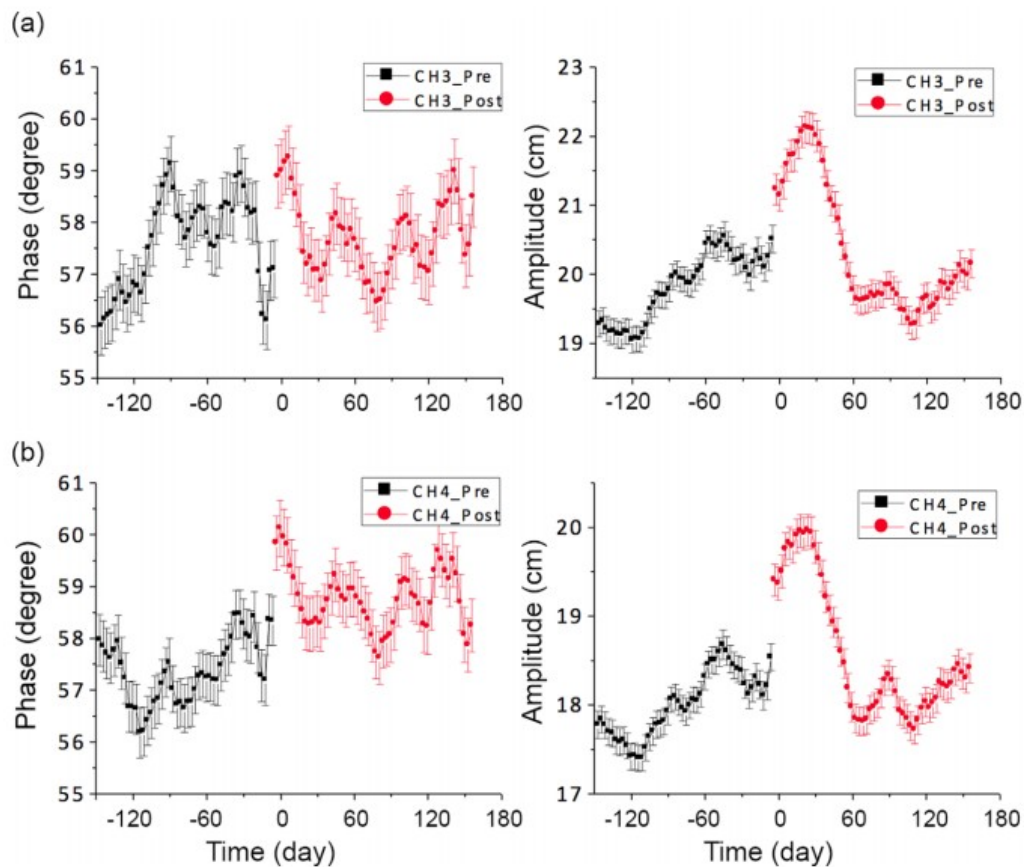 (a)
61
60
59
58
57
56
55
Phase (degree)
CH3_Pre
CH3_Post
-120 -60 0 60 120 180
23
22
21
20
19
Amplitude (cm)
CH3_Pre
CH3_Post
-120 -60 0 60 120 180
(b)
61
60
59
58
57
56
55
Phase (degree)
CH4_Pre
CH4_Post
-120 -60 0 60 120 180
Time (day)
20
19
18
17
Amplitude (cm)
CH4_Pre
CH4_Post
-120 -60 0 60 120 180
Time (day)